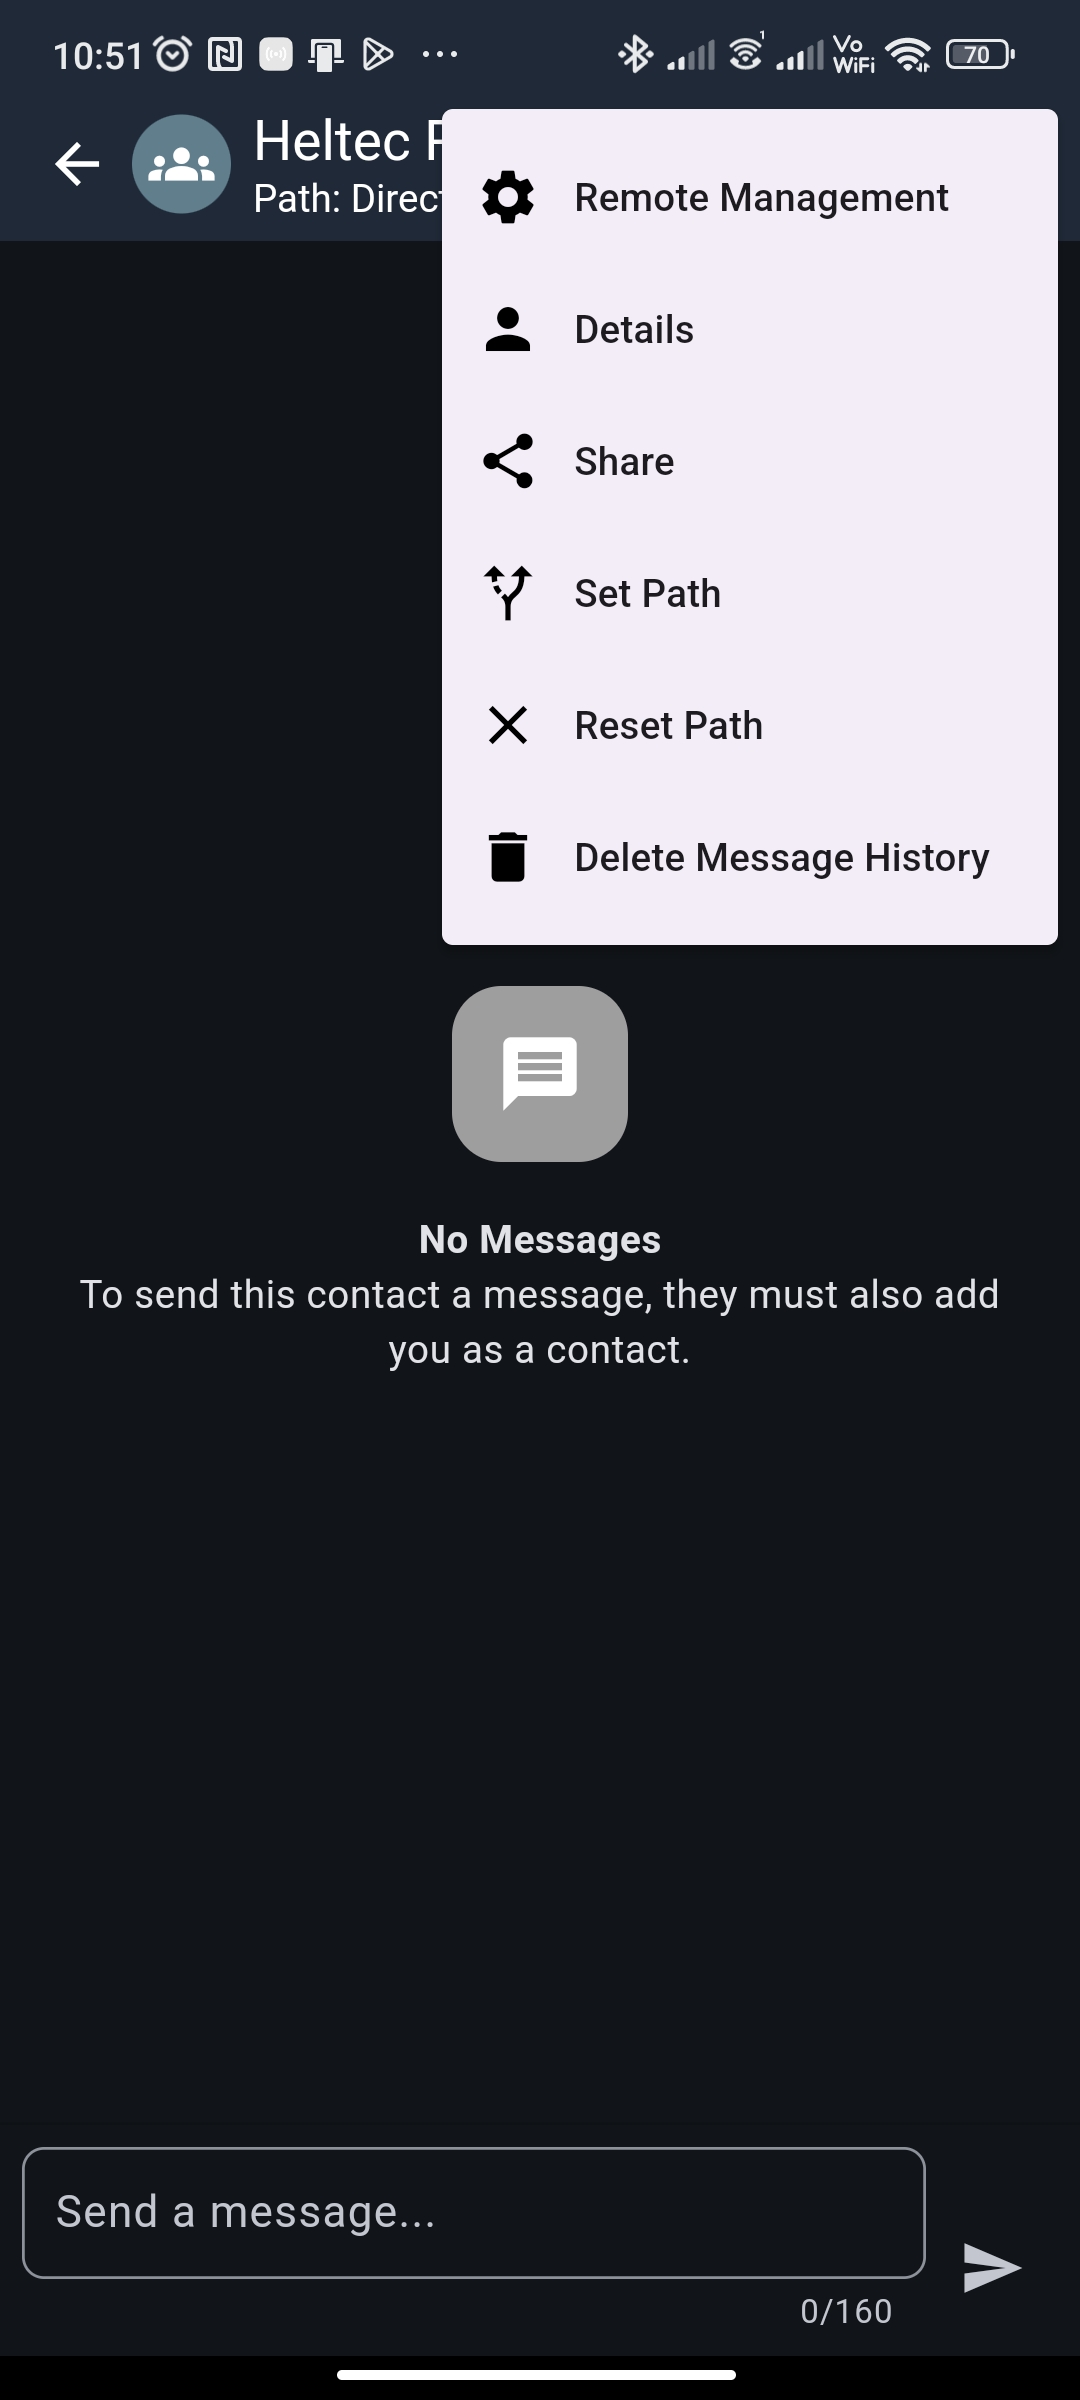 10:51
Vo
WiFi
70
Heltec
Path: Direct
Remote Management
Details
Share
Set Path
Reset Path
Delete Message History
No Messages
To send this contact a message, they must also add
you as a contact.
Send a message...
0/160